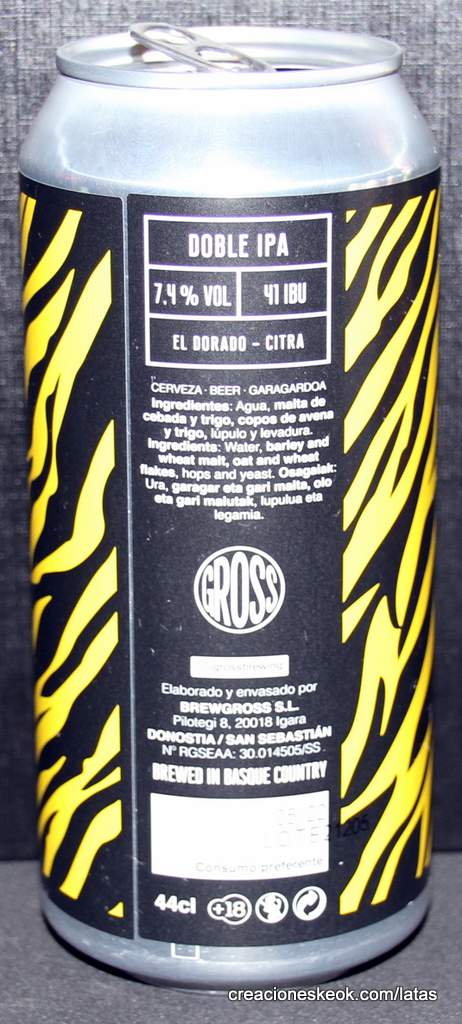 DOBLE IPA
7.4 % VOL
41 IBU
EL DORADO - CITRA
CERVEZA · BEER · GARAGARDOA
Ingredientes: Agua, malta de
cebada y trigo, copos de avena
y trigo, lúpulo y levadura.
Ingredients: Water, barley and
wheat malt, oat and wheat
flakes, hops and yeast. Osagaiak:
Ura, garagar eta gari malta, olo
eta gari malutak, lupulua eta
legamia.
GROSS
grossbrewing
Elaborado y envasado por
BREWGROSS S.L.
Pilotegi 8, 20018 Igara
DONOSTIA / SAN SEBASTIÁN
Nº RGSEAA: 30.014505/SS
BREWED IN BASQUE COUNTRY
LOTE 21205
Consumo preferente
44cl
+18
creacioneskeok.com/latas